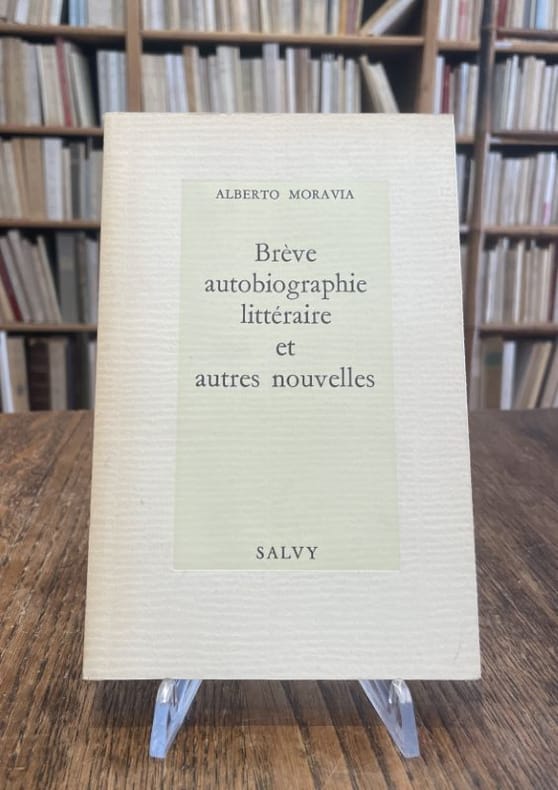 ALBERTO MORAVIA
Brève
autobiographie
littéraire
et
autres nouvelles
SALVY